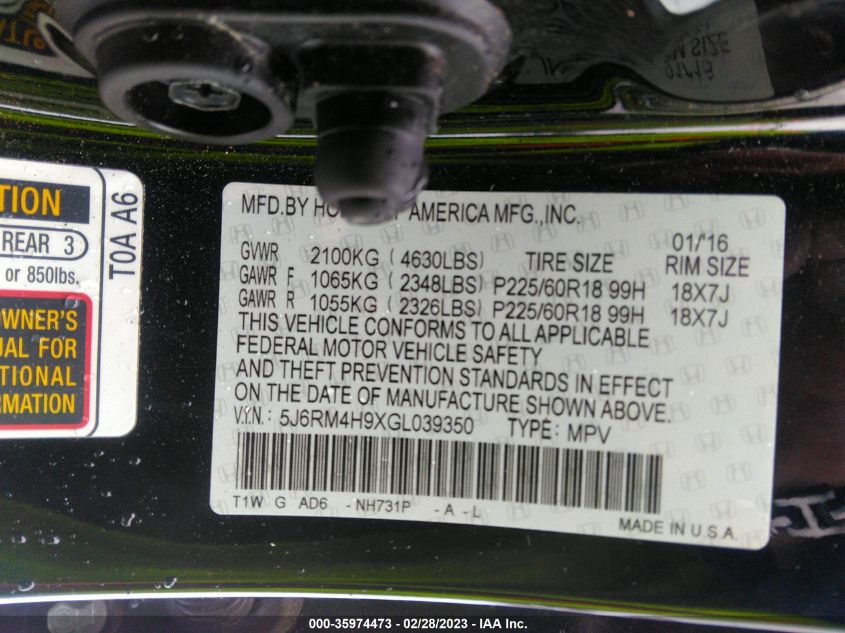 TION
REAR 3
or 850lbs.
TOA A6
WNER'S
UAL FOR
TIONAL
RMATION
MFD.BY HO AMERICA MFG.,INC.
01/16
GVWR 2100KG ( 4630LBS) TIRE SIZE RIM SIZE
GAWR F 1065KG ( 2348LBS) P225/60R18 99H 18X7J
GAWR R 1055KG ( 2326LBS) P225/60R18 99H 18X7J
THIS VEHICLE CONFORMS TO ALL APPLICABLE
FEDERAL MOTOR VEHICLE SAFETY
AND THEFT PREVENTION STANDARDS IN EFFECT
ON THE DATE OF MANUFACTURE SHOWN ABOVE.
V.I.N.: 5J6RM4H9XGL039350 TYPE: MPV
T1W G AD6 - NH731P - A - L
MADE IN U.S.A.
000-35974473 - 02/28/2023 - IAA Inc.